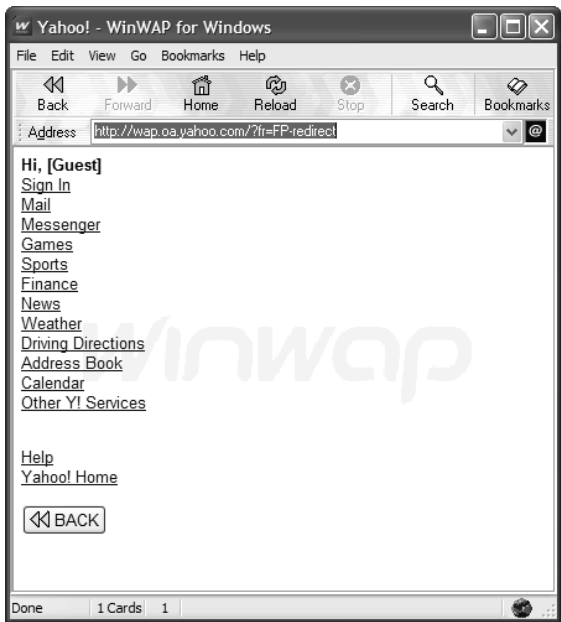 Yahoo! - WinWAP for Windows
File Edit View Go Bookmarks Help
Back Forward Home Reload Stop Search Bookmarks
Address http://wap.oa.yahoo.com/?fr=FP-redirect @
Hi, [Guest]
Sign In
Mail
Messenger
Games
Sports
Finance
News
Weather
Driving Directions
Address Book
Calendar
Other Y! Services
winwap
Help
Yahoo! Home
BACK
Done 1 Cards 1